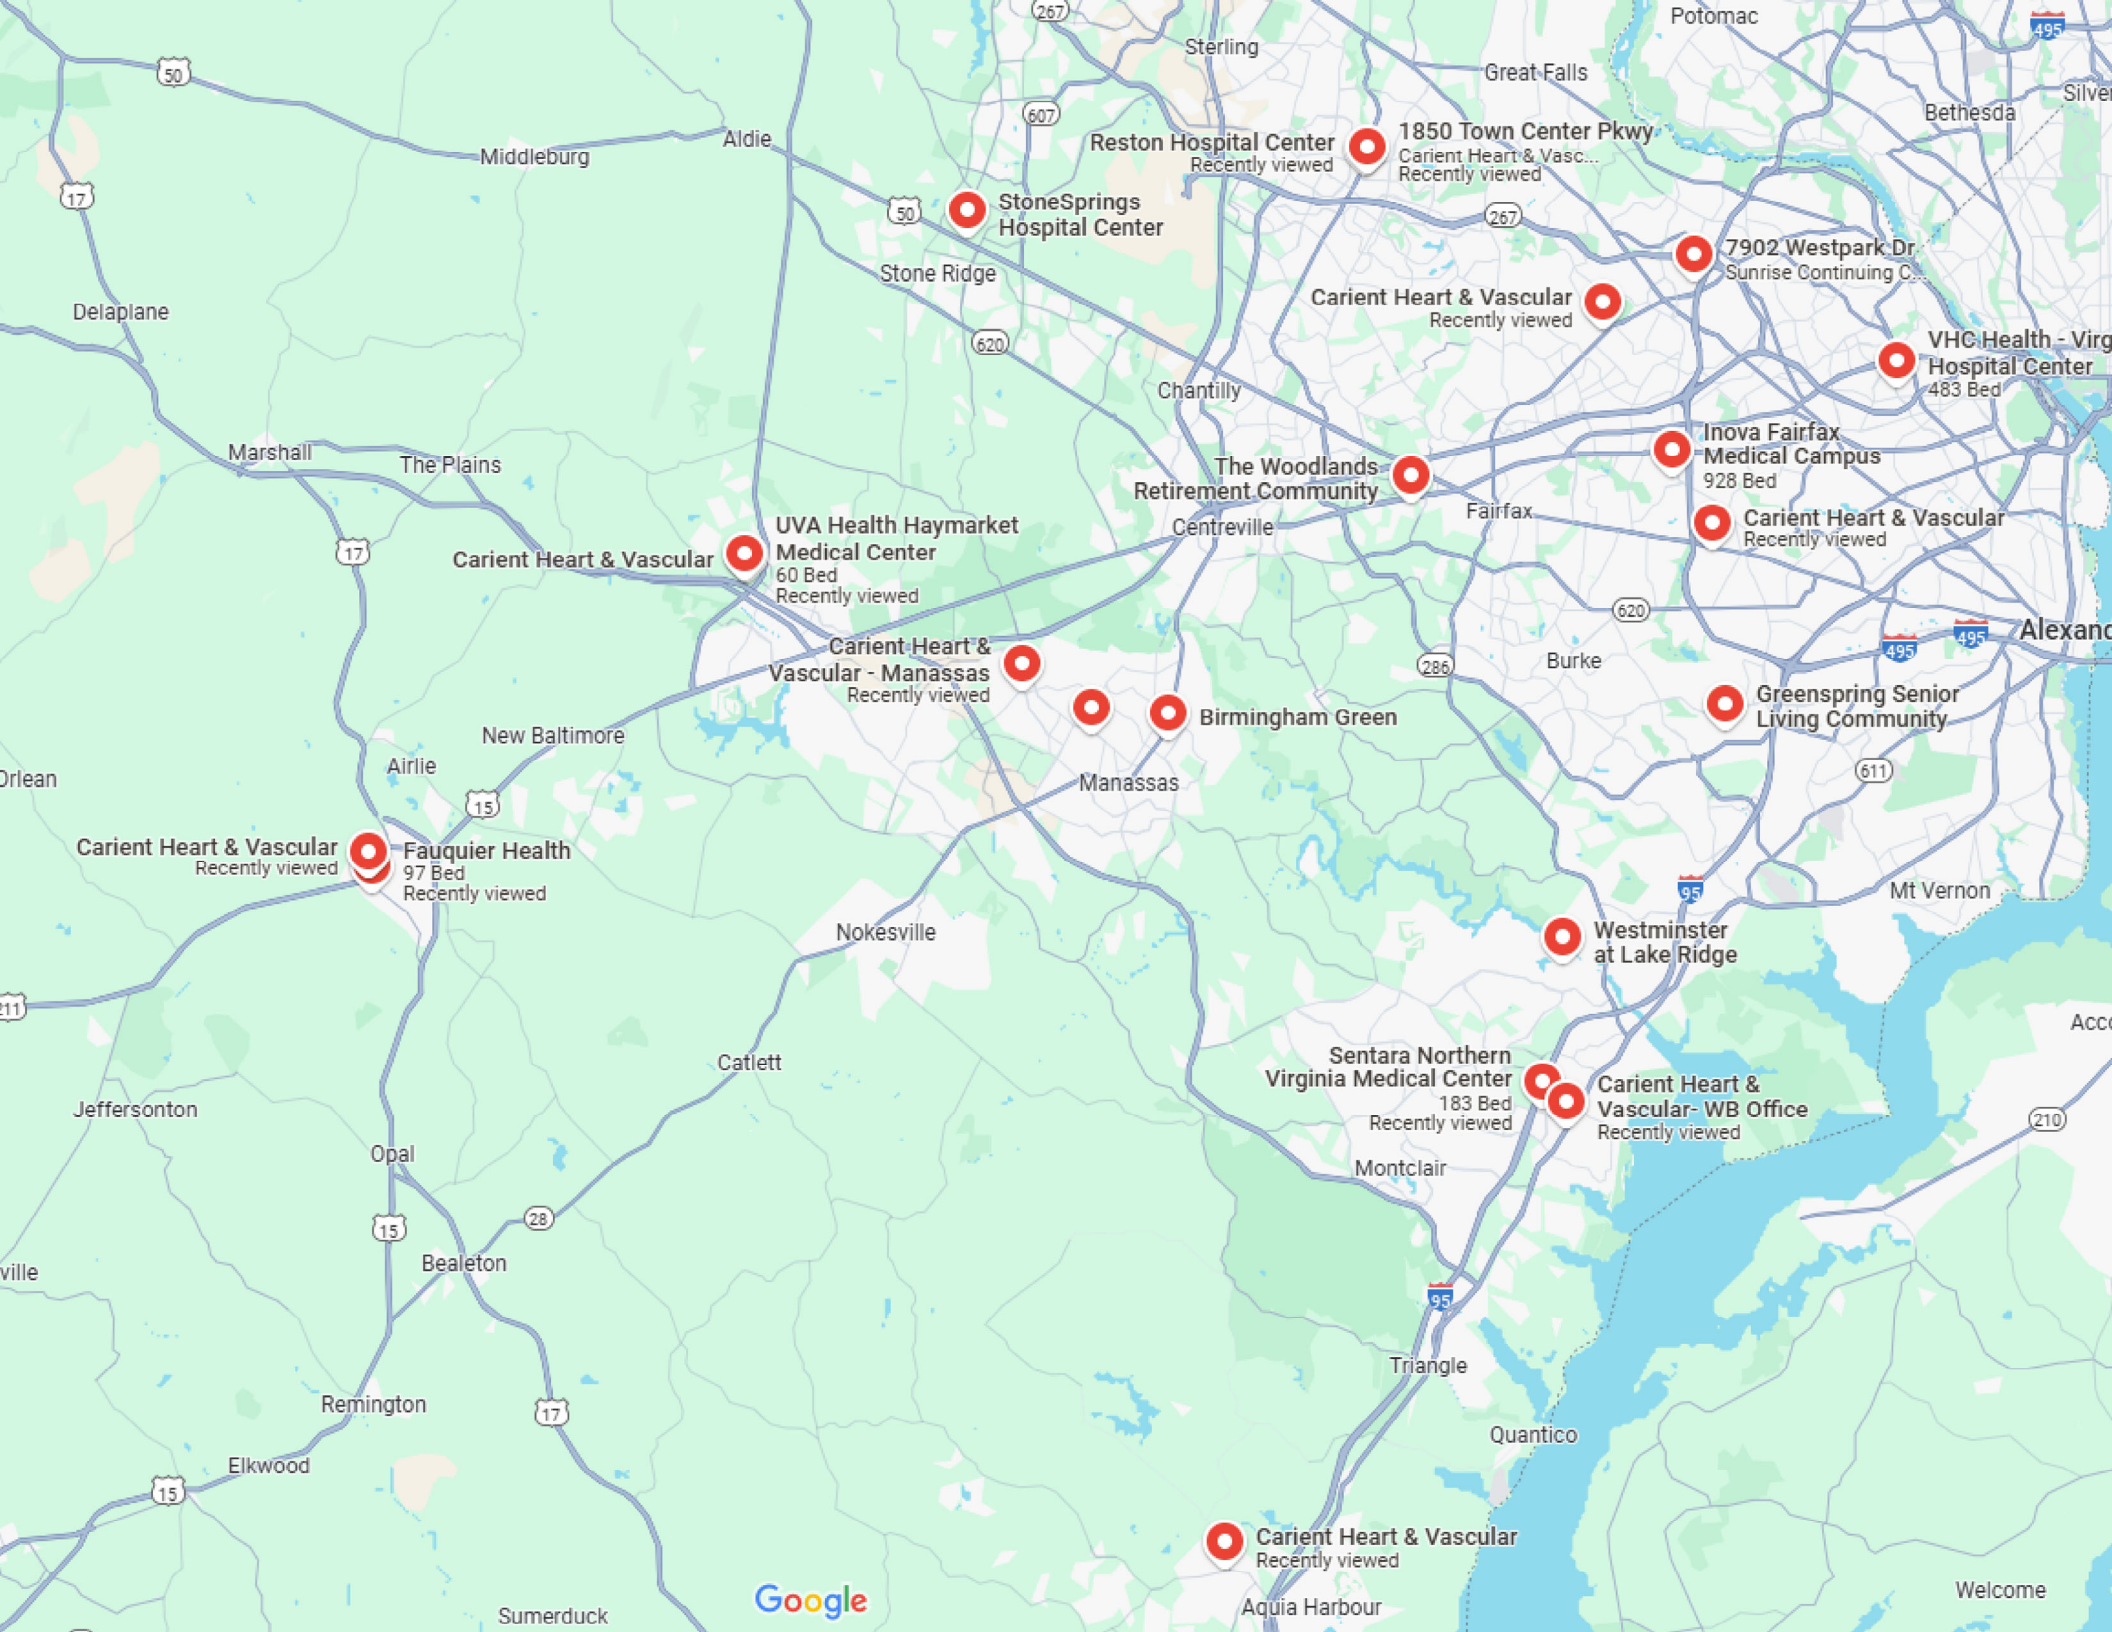 267
Potomac
495
Sterling
50
Great Falls
Silver
607
Bethesda
Aldie
Reston Hospital Center
Recently viewed
1850 Town Center Pkwy
Carient Heart & Vasc...
Recently viewed
Middleburg
17
50
StoneSprings
Hospital Center
267
7902 Westpark Dr
Sunrise Continuing C...
Stone Ridge
Delaplane
Carient Heart & Vascular
Recently viewed
620
VHC Health - Virg
Hospital Center
483 Bed
Chantilly
Marshall
The Plains
Inova Fairfax
Medical Campus
928 Bed
The Woodlands
Retirement Community
Fairfax
Centreville
Carient Heart & Vascular
Recently viewed
17
Carient Heart & Vascular
UVA Health Haymarket
Medical Center
60 Bed
Recently viewed
620
Alexand
495
495
286
Burke
Carient Heart &
Vascular - Manassas
Recently viewed
Greenspring Senior
Living Community
Birmingham Green
New Baltimore
Airlie
Orlean
611
Manassas
15
Carient Heart & Vascular
Recently viewed
Fauquier Health
97 Bed
Recently viewed
95
Mt Vernon
Nokesville
Westminster
at Lake Ridge
211
Acco
Catlett
Sentara Northern
Virginia Medical Center
183 Bed
Recently viewed
Carient Heart &
Vascular- WB Office
Recently viewed
Jeffersonton
210
Opal
Montclair
15
28
Bealeton
ville
95
Triangle
Remington
17
Quantico
Elkwood
15
Carient Heart & Vascular
Recently viewed
Google
Welcome
Sumerduck
Aquia Harbour